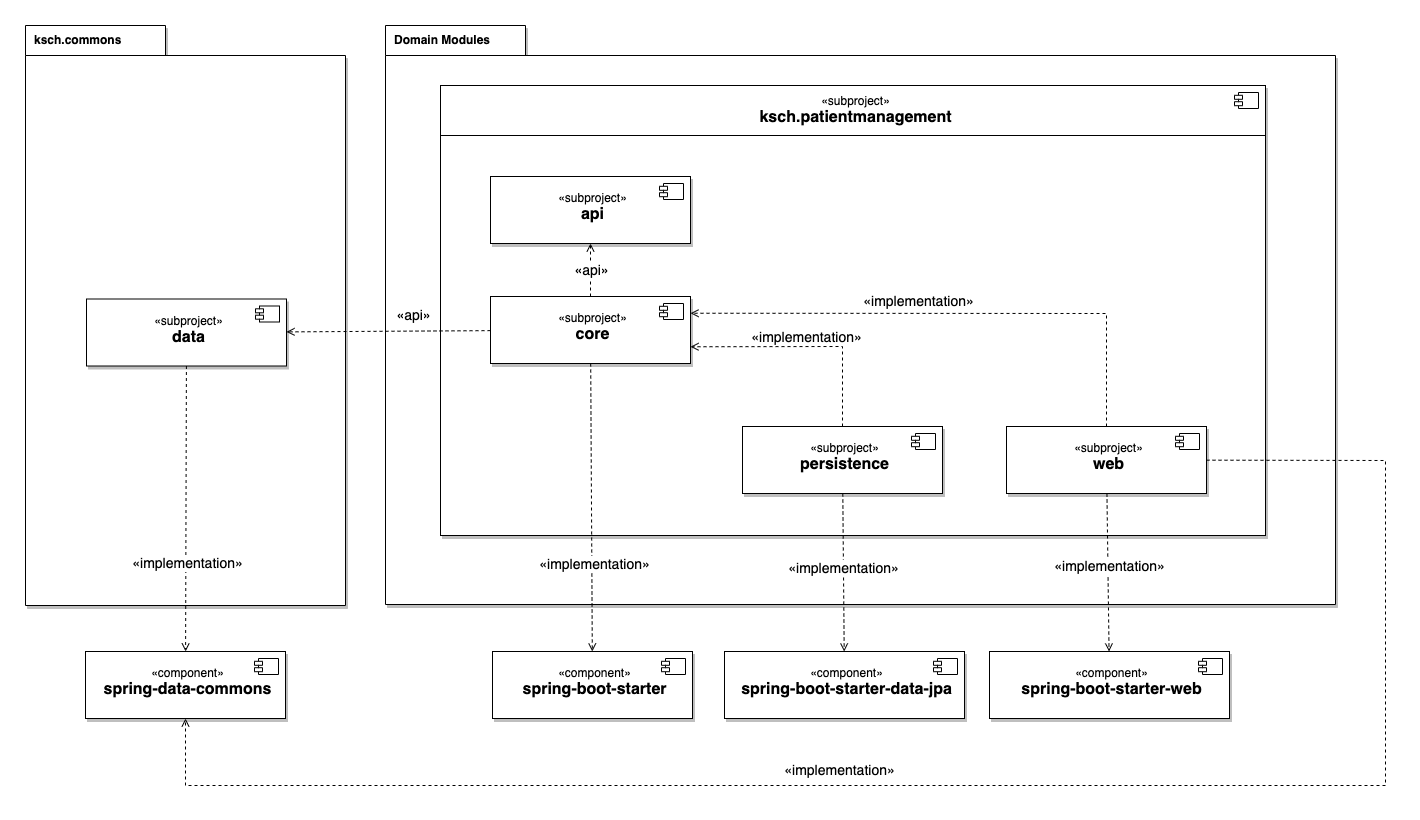 ksch.commons
Domain Modules
«subproject»
ksch.patientmanagement
«subproject»
api
«api»
«implementation»
«subproject»
data
«api»
«subproject»
core
«implementation»
«subproject»
persistence
«subproject»
web
«implementation»
«implementation»
«implementation»
«implementation»
«component»
spring-data-commons
«component»
spring-boot-starter
«component»
spring-boot-starter-data-jpa
«component»
spring-boot-starter-web
«implementation»